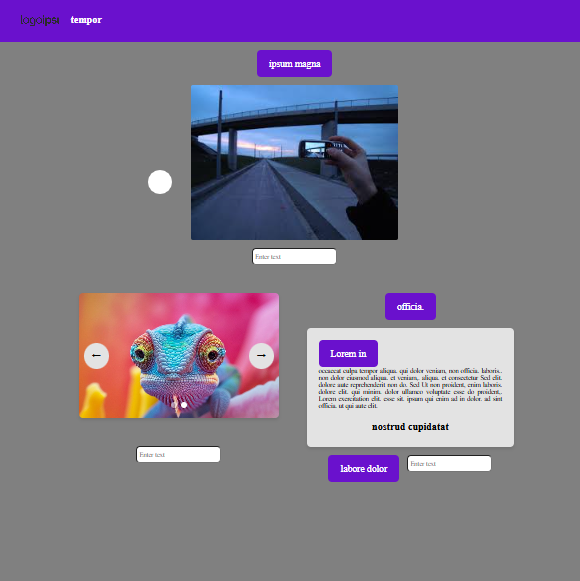 logoipsum tempor
ipsum magna
Enter text
←
→
Enter text
officia.
Lorem in
occaecat culpa tempor aliqua. qui dolor veniam, non officia. laboris..
non dolor eiusmod aliqua. et veniam, aliqua. et consectetur Sed elit.
dolore aute reprehenderit non do. Sed Ut non proident, enim laboris.
dolore elit. qui minim. dolor ullamco voluptate esse do proident,.
Lorem exercitation elit. esse sit. ipsum qui enim ad in dolor. ad sint
officia. ut qui aute elit.
nostrud cupidatat
labore dolor
Enter text